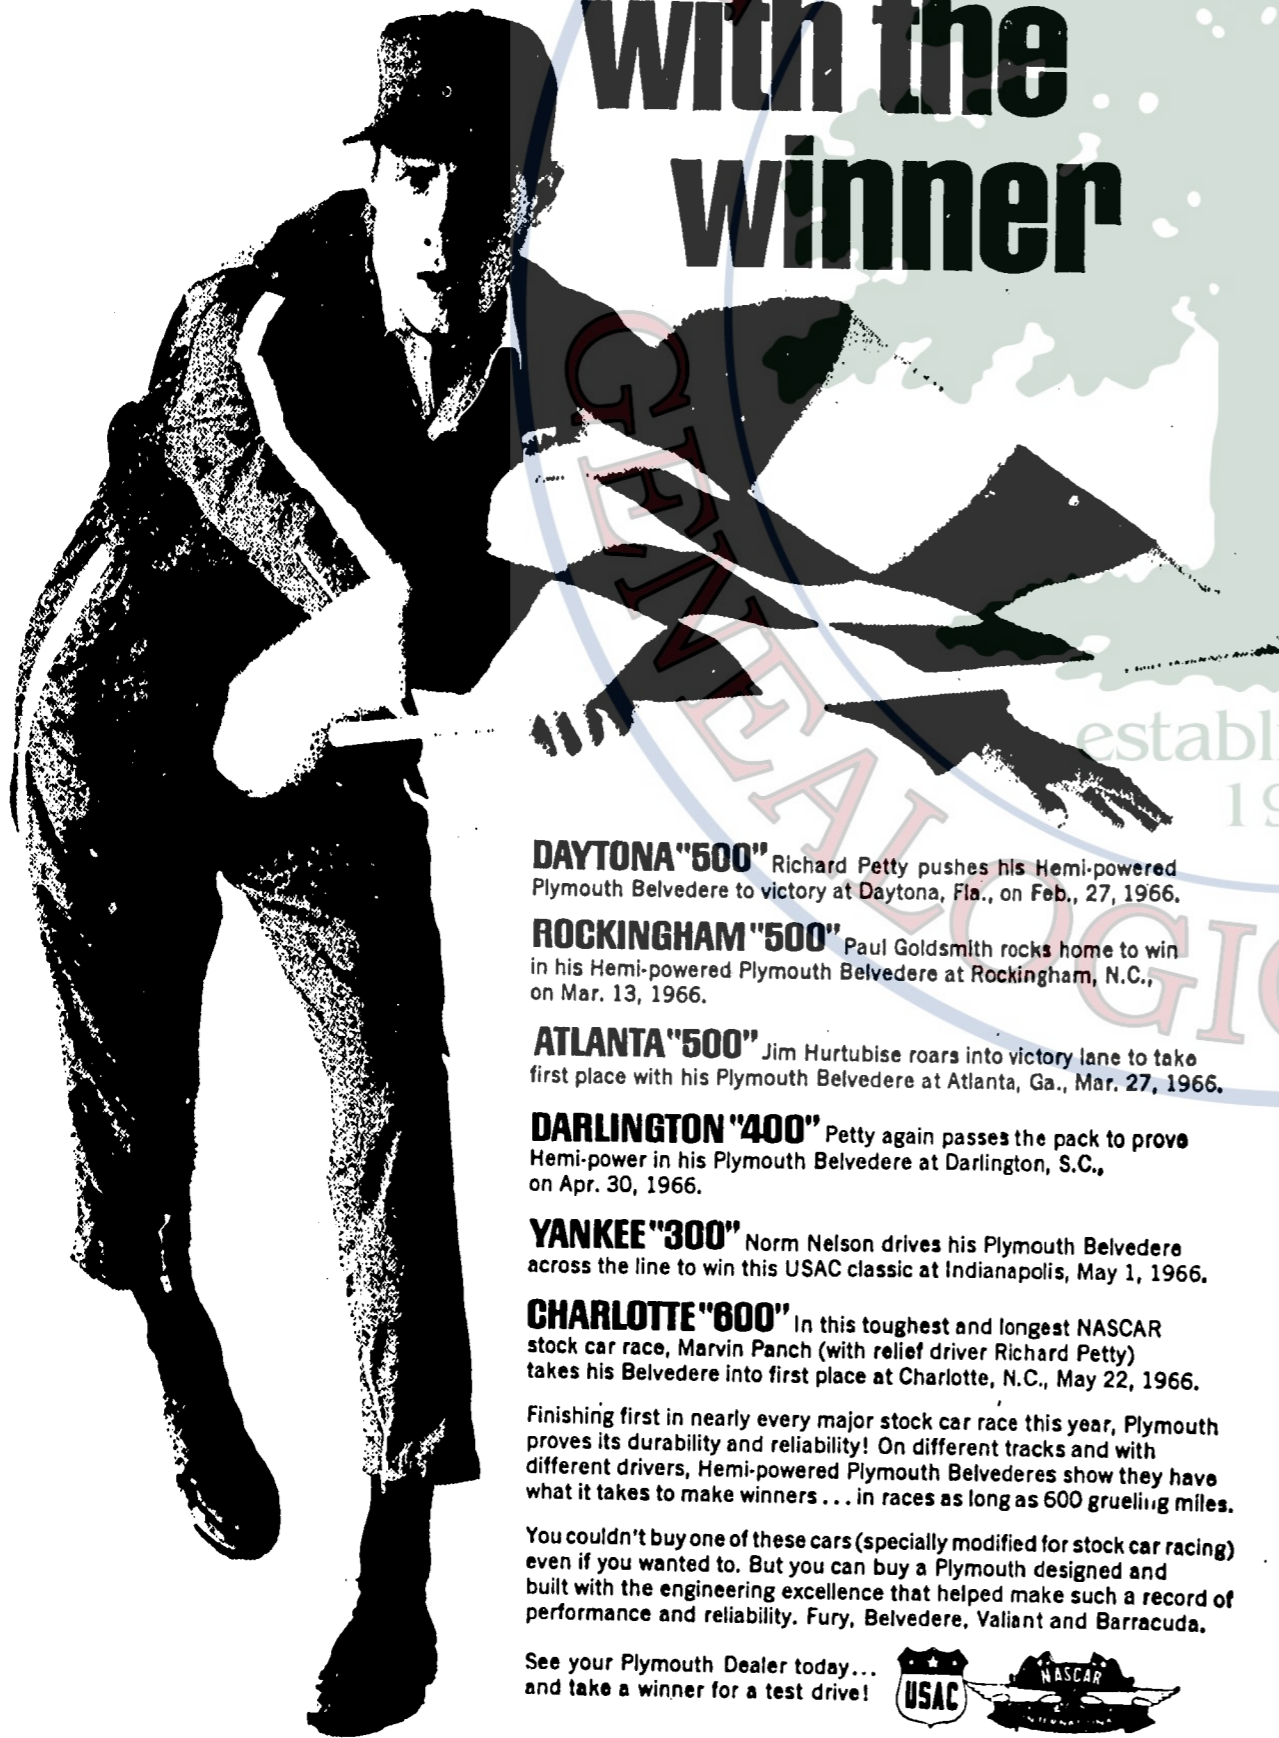 with the
winner
GENEALOGIC
establi
19
DAYTONA "500" Richard Petty pushes his Hemi-powered
Plymouth Belvedere to victory at Daytona, Fla., on Feb., 27, 1966.
ROCKINGHAM "500" Paul Goldsmith rocks home to win
in his Hemi-powered Plymouth Belvedere at Rockingham, N.C.,
on Mar. 13, 1966.
ATLANTA "500" Jim Hurtubise roars into victory lane to take
first place with his Plymouth Belvedere at Atlanta, Ga., Mar. 27, 1966.
DARLINGTON "400" Petty again passes the pack to prove
Hemi-power in his Plymouth Belvedere at Darlington, S.C.,
on Apr. 30, 1966.
YANKEE "300" Norm Nelson drives his Plymouth Belvedere
across the line to win this USAC classic at Indianapolis, May 1, 1966.
CHARLOTTE "600" In this toughest and longest NASCAR
stock car race, Marvin Panch (with relief driver Richard Petty)
takes his Belvedere into first place at Charlotte, N.C., May 22, 1966.
Finishing first in nearly every major stock car race this year, Plymouth
proves its durability and reliability! On different tracks and with
different drivers, Hemi-powered Plymouth Belvederes show they have
what it takes to make winners... in races as long as 600 grueling miles.
You couldn't buy one of these cars (specially modified for stock car racing)
even if you wanted to. But you can buy a Plymouth designed and
built with the engineering excellence that helped make such a record of
performance and reliability. Fury, Belvedere, Valiant and Barracuda.
See your Plymouth Dealer today...
and take a winner for a test drive!
USAC
NASCAR